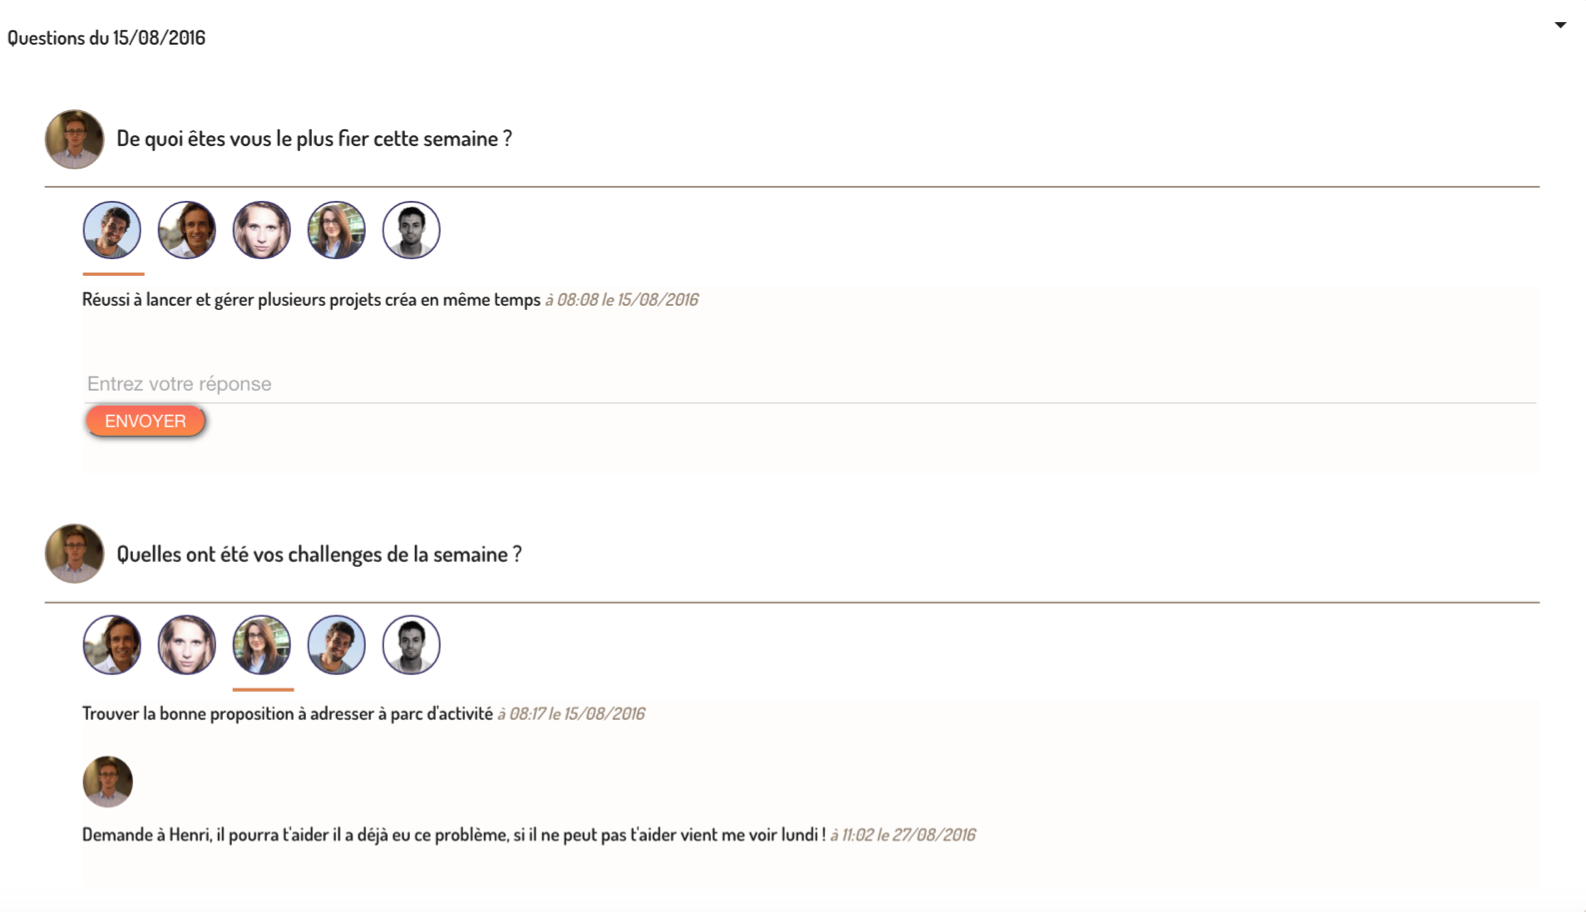 Questions du 15/08/2016
De quoi êtes vous le plus fier cette semaine ?
Réussi à lancer et gérer plusieurs projets créa en même temps à 08:08 le 15/08/2016
Entrez votre réponse
ENVOYER
Quelles ont été vos challenges de la semaine ?
Trouver la bonne proposition à adresser à parc d'activité à 08:17 le 15/08/2016
Demande à Henri, il pourra t'aider il a déjà eu ce problème, si il ne peut pas t'aider vient me voir lundi ! à 11:02 le 27/08/2016